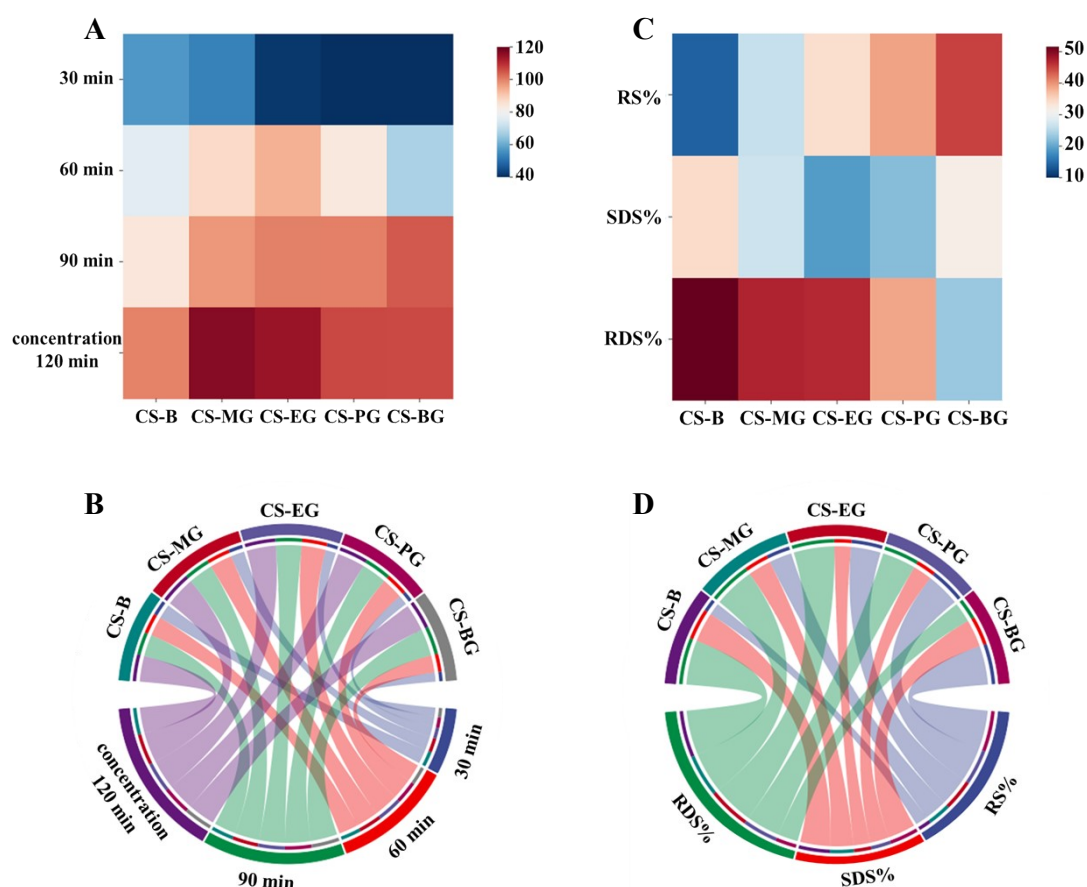 A
30 min
60 min
90 min
concentration
120 min
CS-B CS-MG CS-EG CS-PG CS-BG
120
100
80
60
40
C
RS%
SDS%
RDS%
CS-B CS-MG CS-EG CS-PG CS-BG
50
40
30
20
10
B
CS-B
CS-MG
CS-EG
CS-PG
CS-BG
30 min
60 min
90 min
concentration
120 min
D
CS-B
CS-MG
CS-EG
CS-PG
CS-BG
RS%
SDS%
RDS%